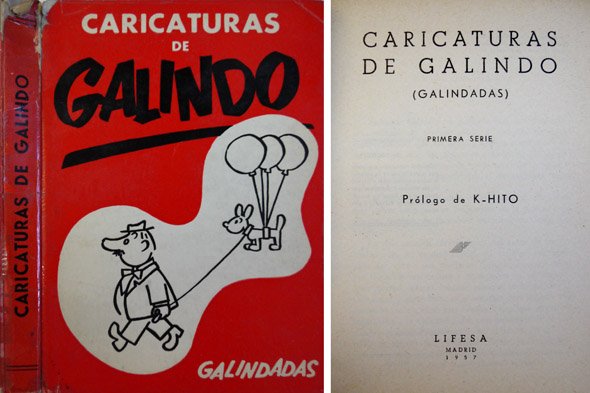 CARICATURAS DE GALINDO
CARICATURAS
DE
GALINDO
GALINDADAS
CARICATURAS
DE GALINDO
(GALINDADAS)
PRIMERA SERIE
Prólogo de K-HITO
LIFESA
MADRID
1957